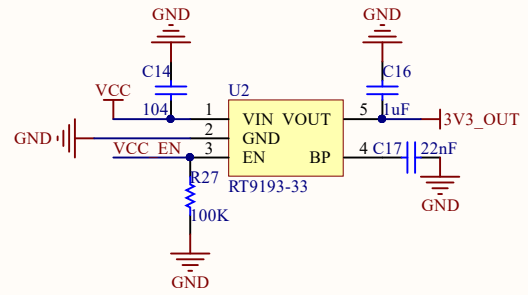 GND
GND
C14
C16
VCC
U2
104
1
VIN
VOUT
5
1uF
3V3_OUT
GND
2
GND
VCC_EN
3
EN
BP
4
C17
22nF
R27
RT9193-33
GND
100K
GND